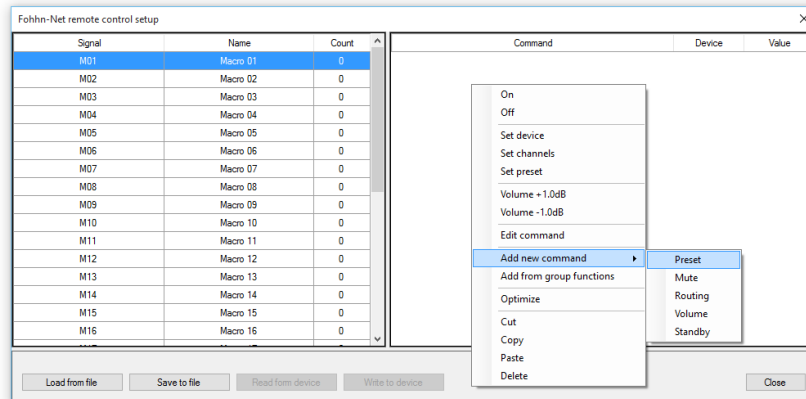 Fohhn-Net remote control setup
Signal Name Count
M01 Macro 01 0
M02 Macro 02 0
M03 Macro 03 0
M04 Macro 04 0
M05 Macro 05 0
M06 Macro 06 0
M07 Macro 07 0
M08 Macro 08 0
M09 Macro 09 0
M10 Macro 10 0
M11 Macro 11 0
M12 Macro 12 0
M13 Macro 13 0
M14 Macro 14 0
M15 Macro 15 0
M16 Macro 16 0
Command Device Value
On
Off
Set device
Set channels
Set preset
Volume +1.0dB
Volume -1.0dB
Edit command
Add new command
Add from group functions
Optimize
Cut
Copy
Paste
Delete
Preset
Mute
Routing
Volume
Standby
Load from file Save to file Read form device Write to device Close